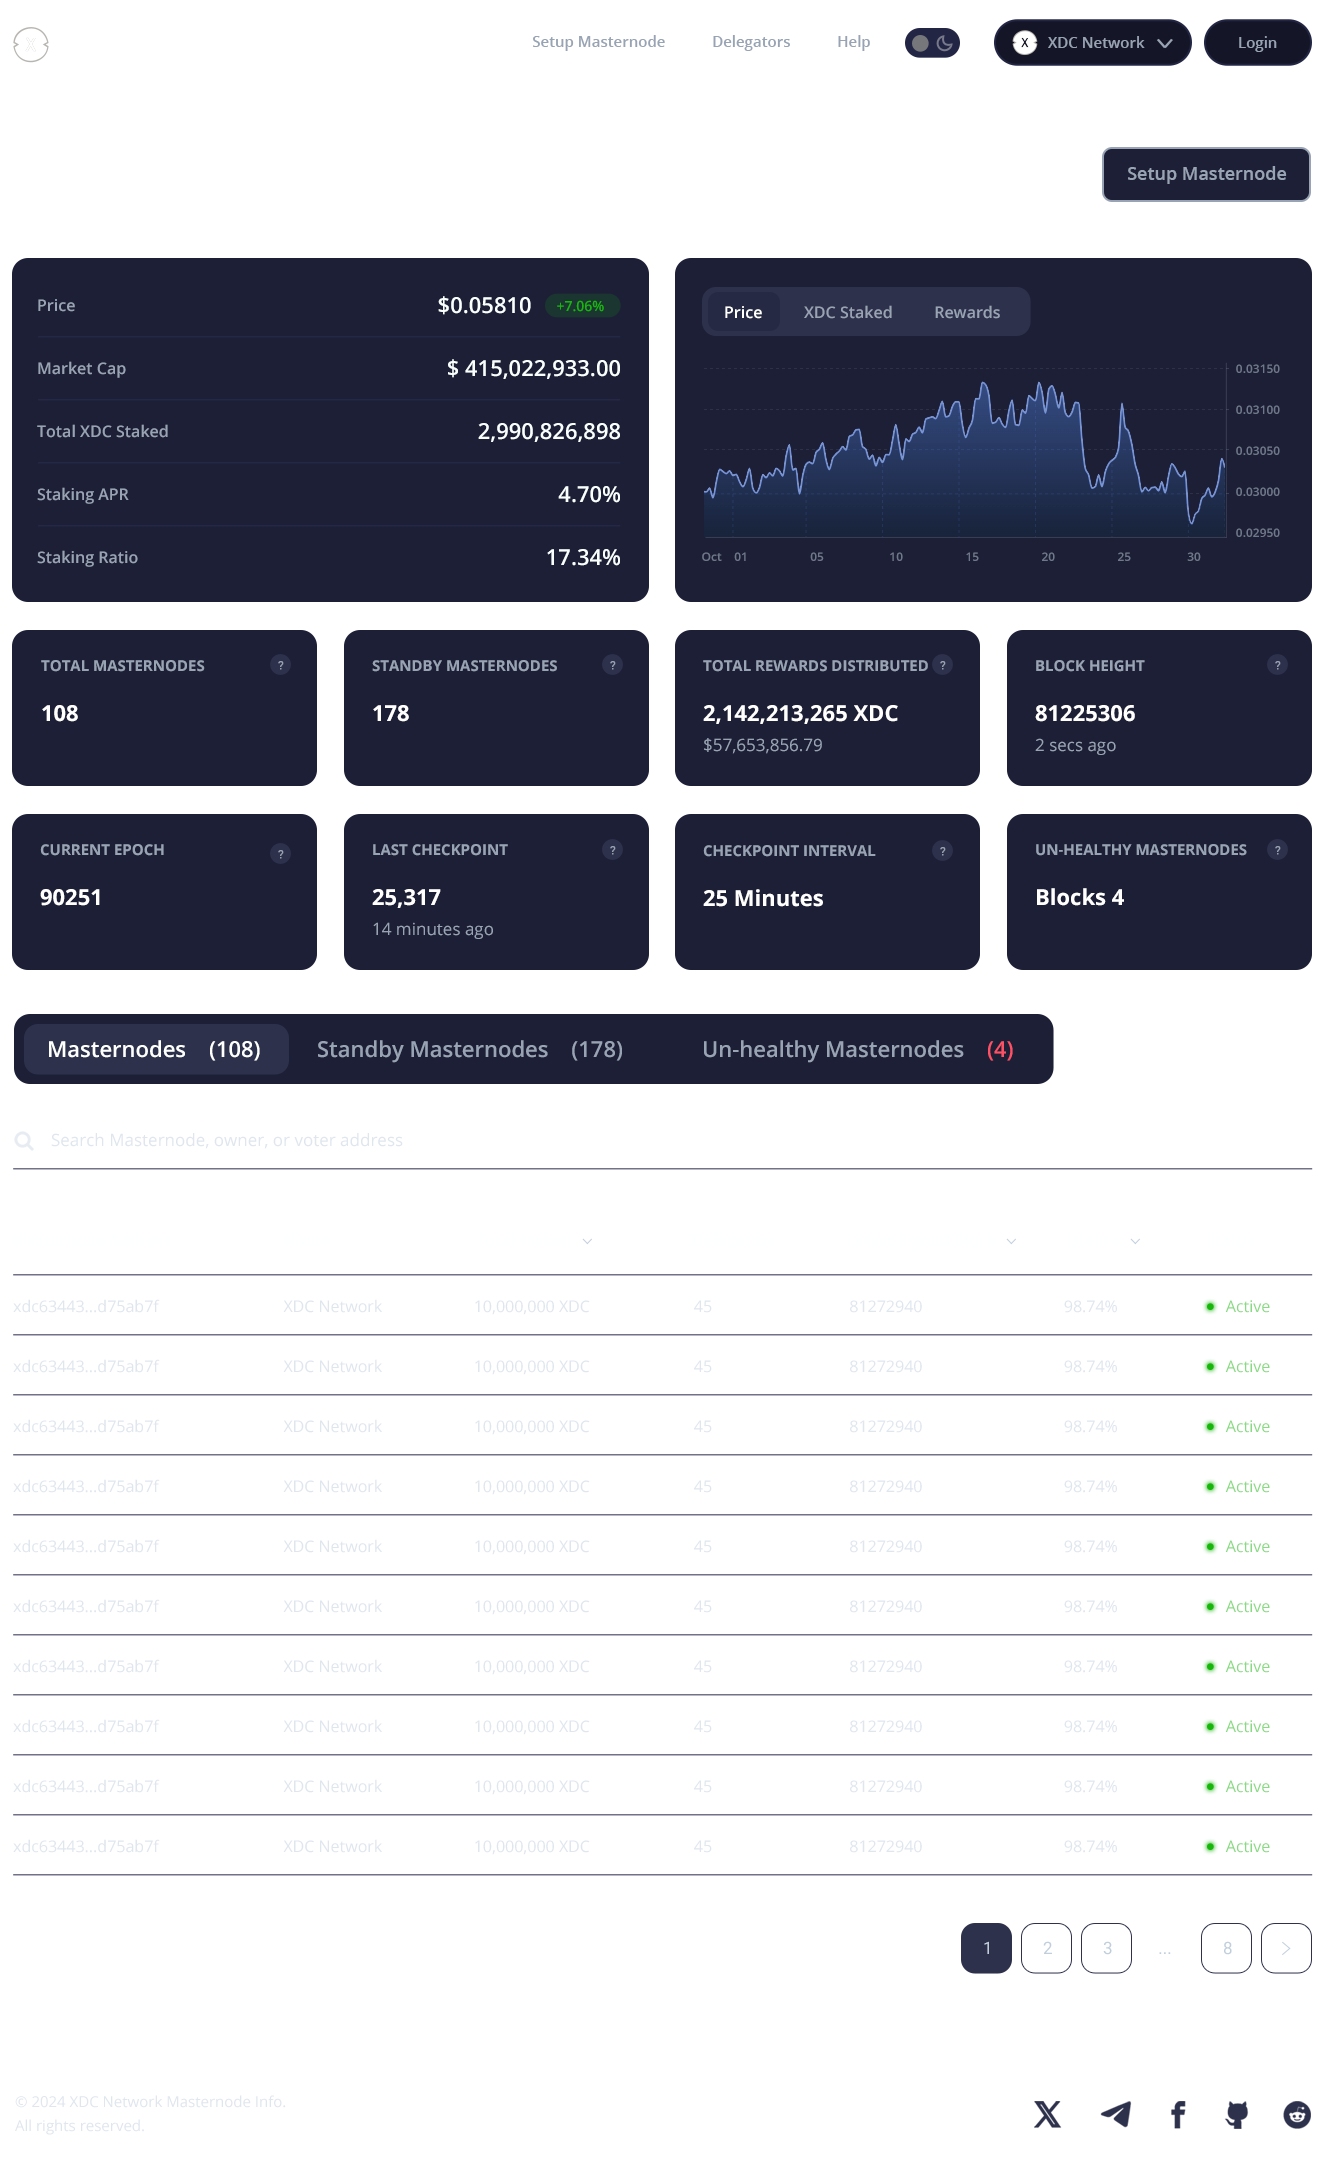 X
Setup Masternode
Delegators
Help
X
XDC Network
Login
Setup Masternode
Price
$0.05810
+7.06%
Market Cap
$ 415,022,933.00
Total XDC Staked
2,990,826,898
Staking APR
4.70%
Staking Ratio
17.34%
Price
XDC Staked
Rewards
0.03150
0.03100
0.03050
0.03000
0.02950
Oct 01 05 10 15 20 25 30
TOTAL MASTERNODES ?
108
STANDBY MASTERNODES ?
178
TOTAL REWARDS DISTRIBUTED ?
2,142,213,265 XDC
$57,653,856.79
BLOCK HEIGHT ?
81225306
2 secs ago
CURRENT EPOCH ?
90251
LAST CHECKPOINT ?
25,317
14 minutes ago
CHECKPOINT INTERVAL ?
25 Minutes
UN-HEALTHY MASTERNODES ?
Blocks 4
Masternodes (108)
Standby Masternodes (178)
Un-healthy Masternodes (4)
Search Masternode, owner, or voter address
xdc63443...d75ab7f XDC Network 10,000,000 XDC 45 81272940 98.74% Active
xdc63443...d75ab7f XDC Network 10,000,000 XDC 45 81272940 98.74% Active
xdc63443...d75ab7f XDC Network 10,000,000 XDC 45 81272940 98.74% Active
xdc63443...d75ab7f XDC Network 10,000,000 XDC 45 81272940 98.74% Active
xdc63443...d75ab7f XDC Network 10,000,000 XDC 45 81272940 98.74% Active
xdc63443...d75ab7f XDC Network 10,000,000 XDC 45 81272940 98.74% Active
xdc63443...d75ab7f XDC Network 10,000,000 XDC 45 81272940 98.74% Active
xdc63443...d75ab7f XDC Network 10,000,000 XDC 45 81272940 98.74% Active
xdc63443...d75ab7f XDC Network 10,000,000 XDC 45 81272940 98.74% Active
xdc63443...d75ab7f XDC Network 10,000,000 XDC 45 81272940 98.74% Active
1 2 3 ... 8
© 2024 XDC Network Masternode Info.
All rights reserved.